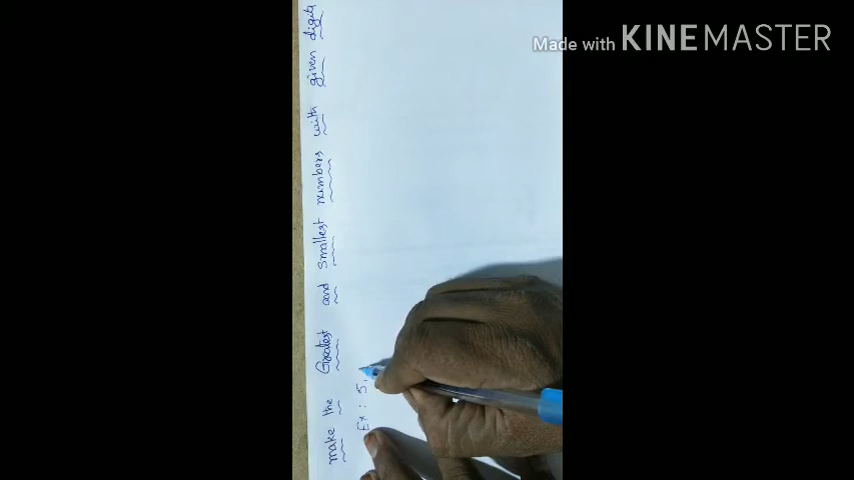 Made with KINEMASTER
make the Greatest and smallest numbers with given digits
Ex: 5,